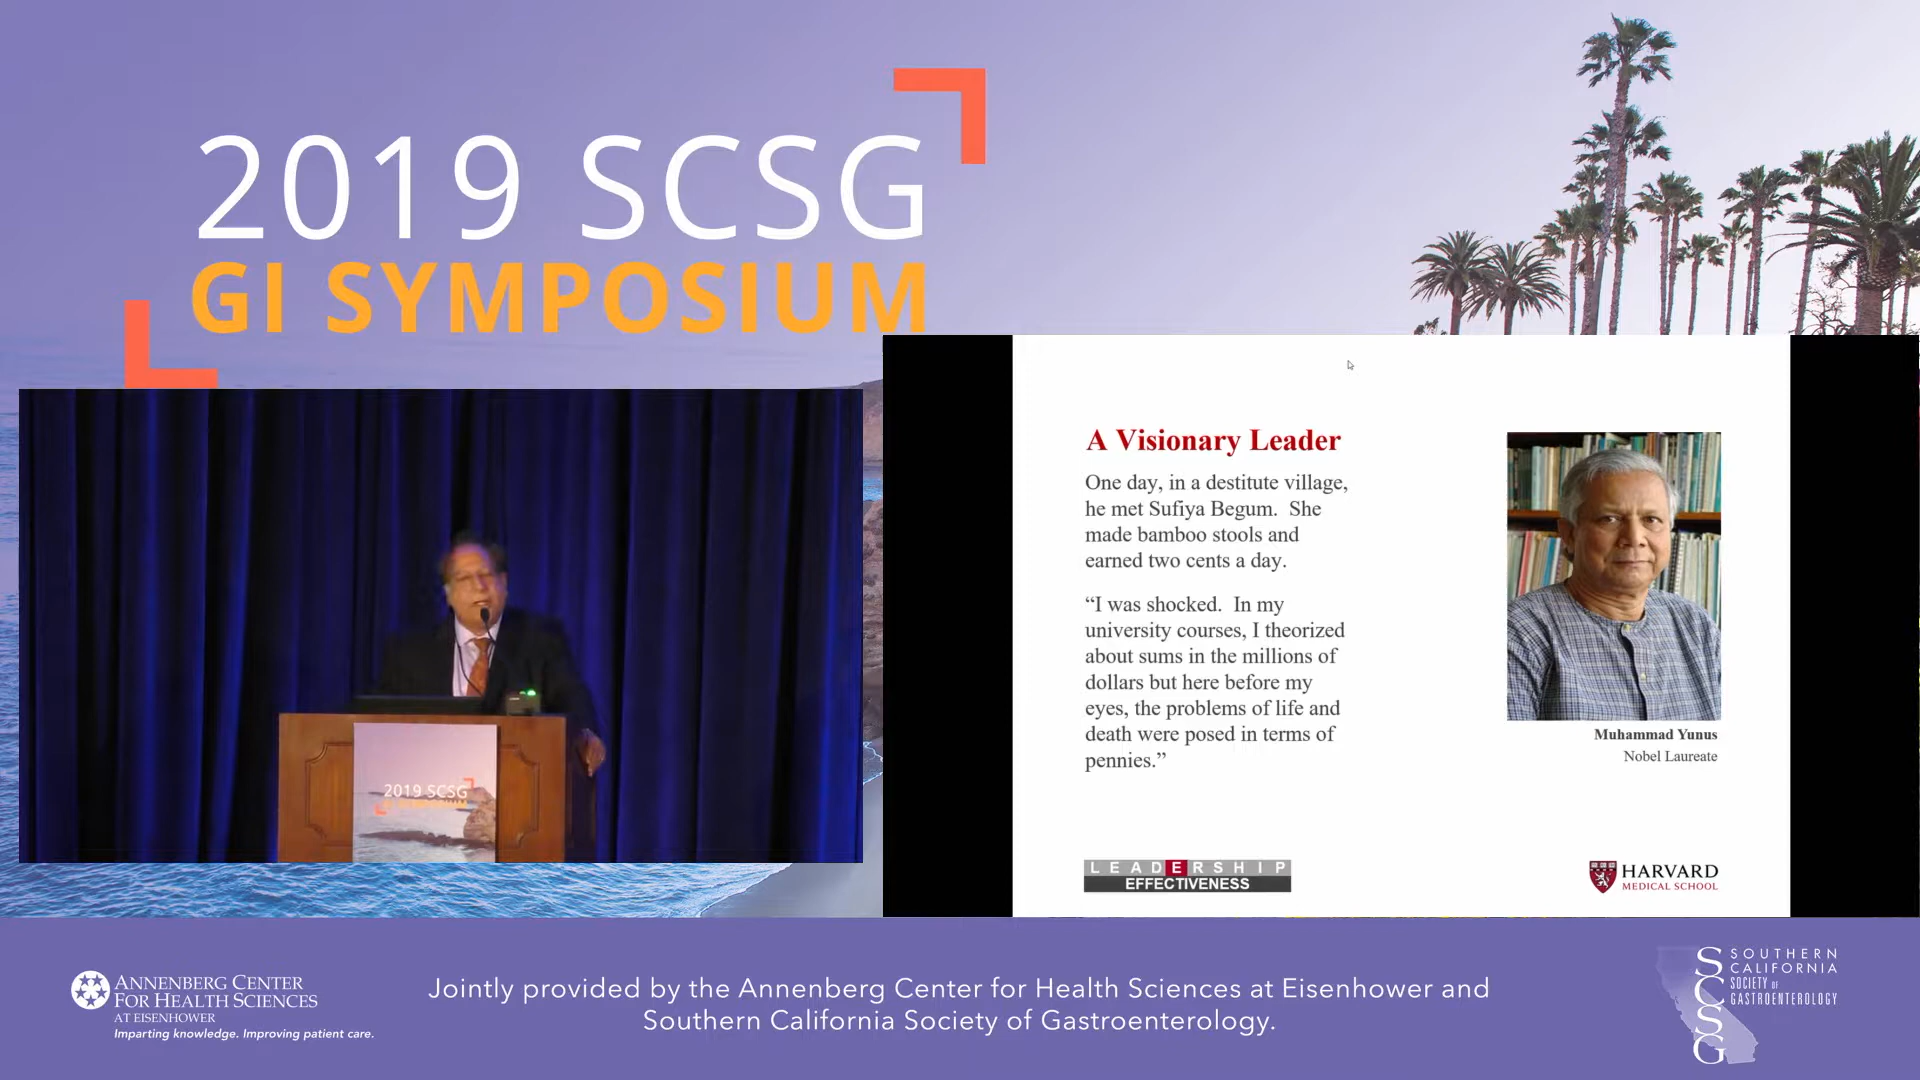 2019 SCSG
GI SYMPOSIUM
2019 SCSG
GI SYMPOSIUM
A Visionary Leader
One day, in a destitute village,
he met Sufiya Begum. She
made bamboo stools and
earned two cents a day.
“I was shocked. In my
university courses, I theorized
about sums in the millions of
dollars but here before my
eyes, the problems of life and
death were posed in terms of
pennies.”
Muhammad Yunus
Nobel Laureate
LEADERSHIP
EFFECTIVENESS
HARVARD
MEDICAL SCHOOL
ANNENBERG CENTER
FOR HEALTH SCIENCES
AT EISENHOWER
Imparting knowledge. Improving patient care.
Jointly provided by the Annenberg Center for Health Sciences at Eisenhower and
Southern California Society of Gastroenterology.
SCSG
SOUTHERN
CALIFORNIA
SOCIETY OF
GASTROENTEROLOGY